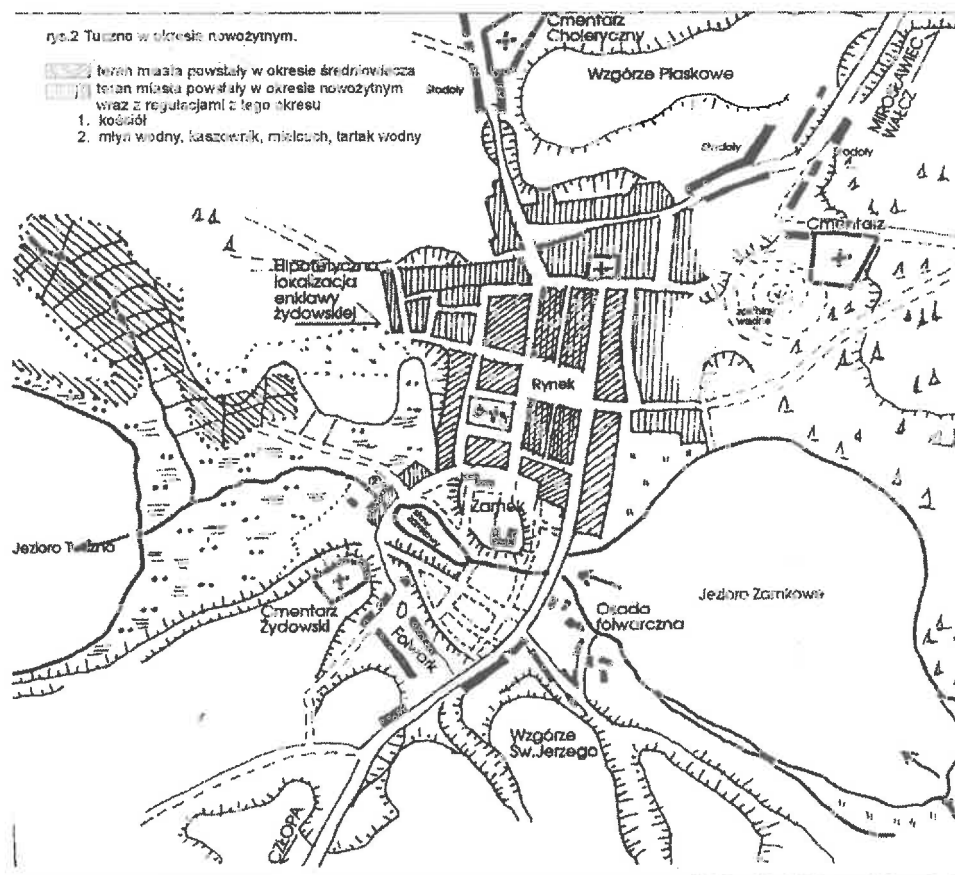 rys.2 Tuczno w okresie nowożytnym.
teren miasta powstały w okresie średniowiecza
teren miasta powstały w okresie nowożytnym
wraz z regulacjami z tego okresu
1. kościół
2. młyn wodny, kaszownik, mielcuch, tartak wodny
Cmentarz
Choleryczny
Wzgórze Piaskowe
Stodoły
MIROSŁAWIEC
WAŁCZ
Stodoły
Stodoły
Cmentarz
Hipotetyczna
lokalizacja
enklawy
żydowskiej
Rynek
Zamek
Jezioro Tuczno
Cmentarz
Żydowski
Folwark
Osada
folwarczna
Jezioro Zamkowe
Wzgórze
Św.Jerzego
CZŁOPA